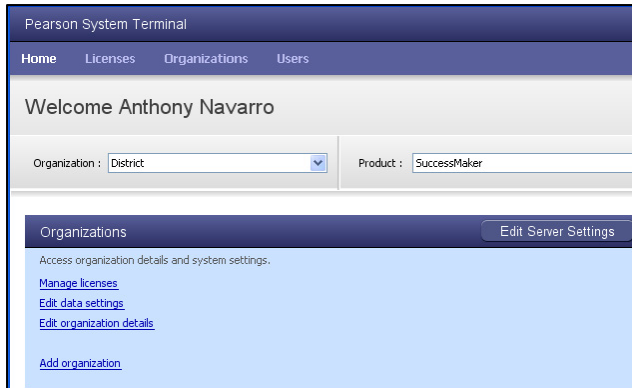 Pearson System Terminal
Home Licenses Organizations Users
Welcome Anthony Navarro
Organization : District Product : SuccessMaker
Organizations Edit Server Settings
Access organization details and system settings.
Manage licenses
Edit data settings
Edit organization details
Add organization